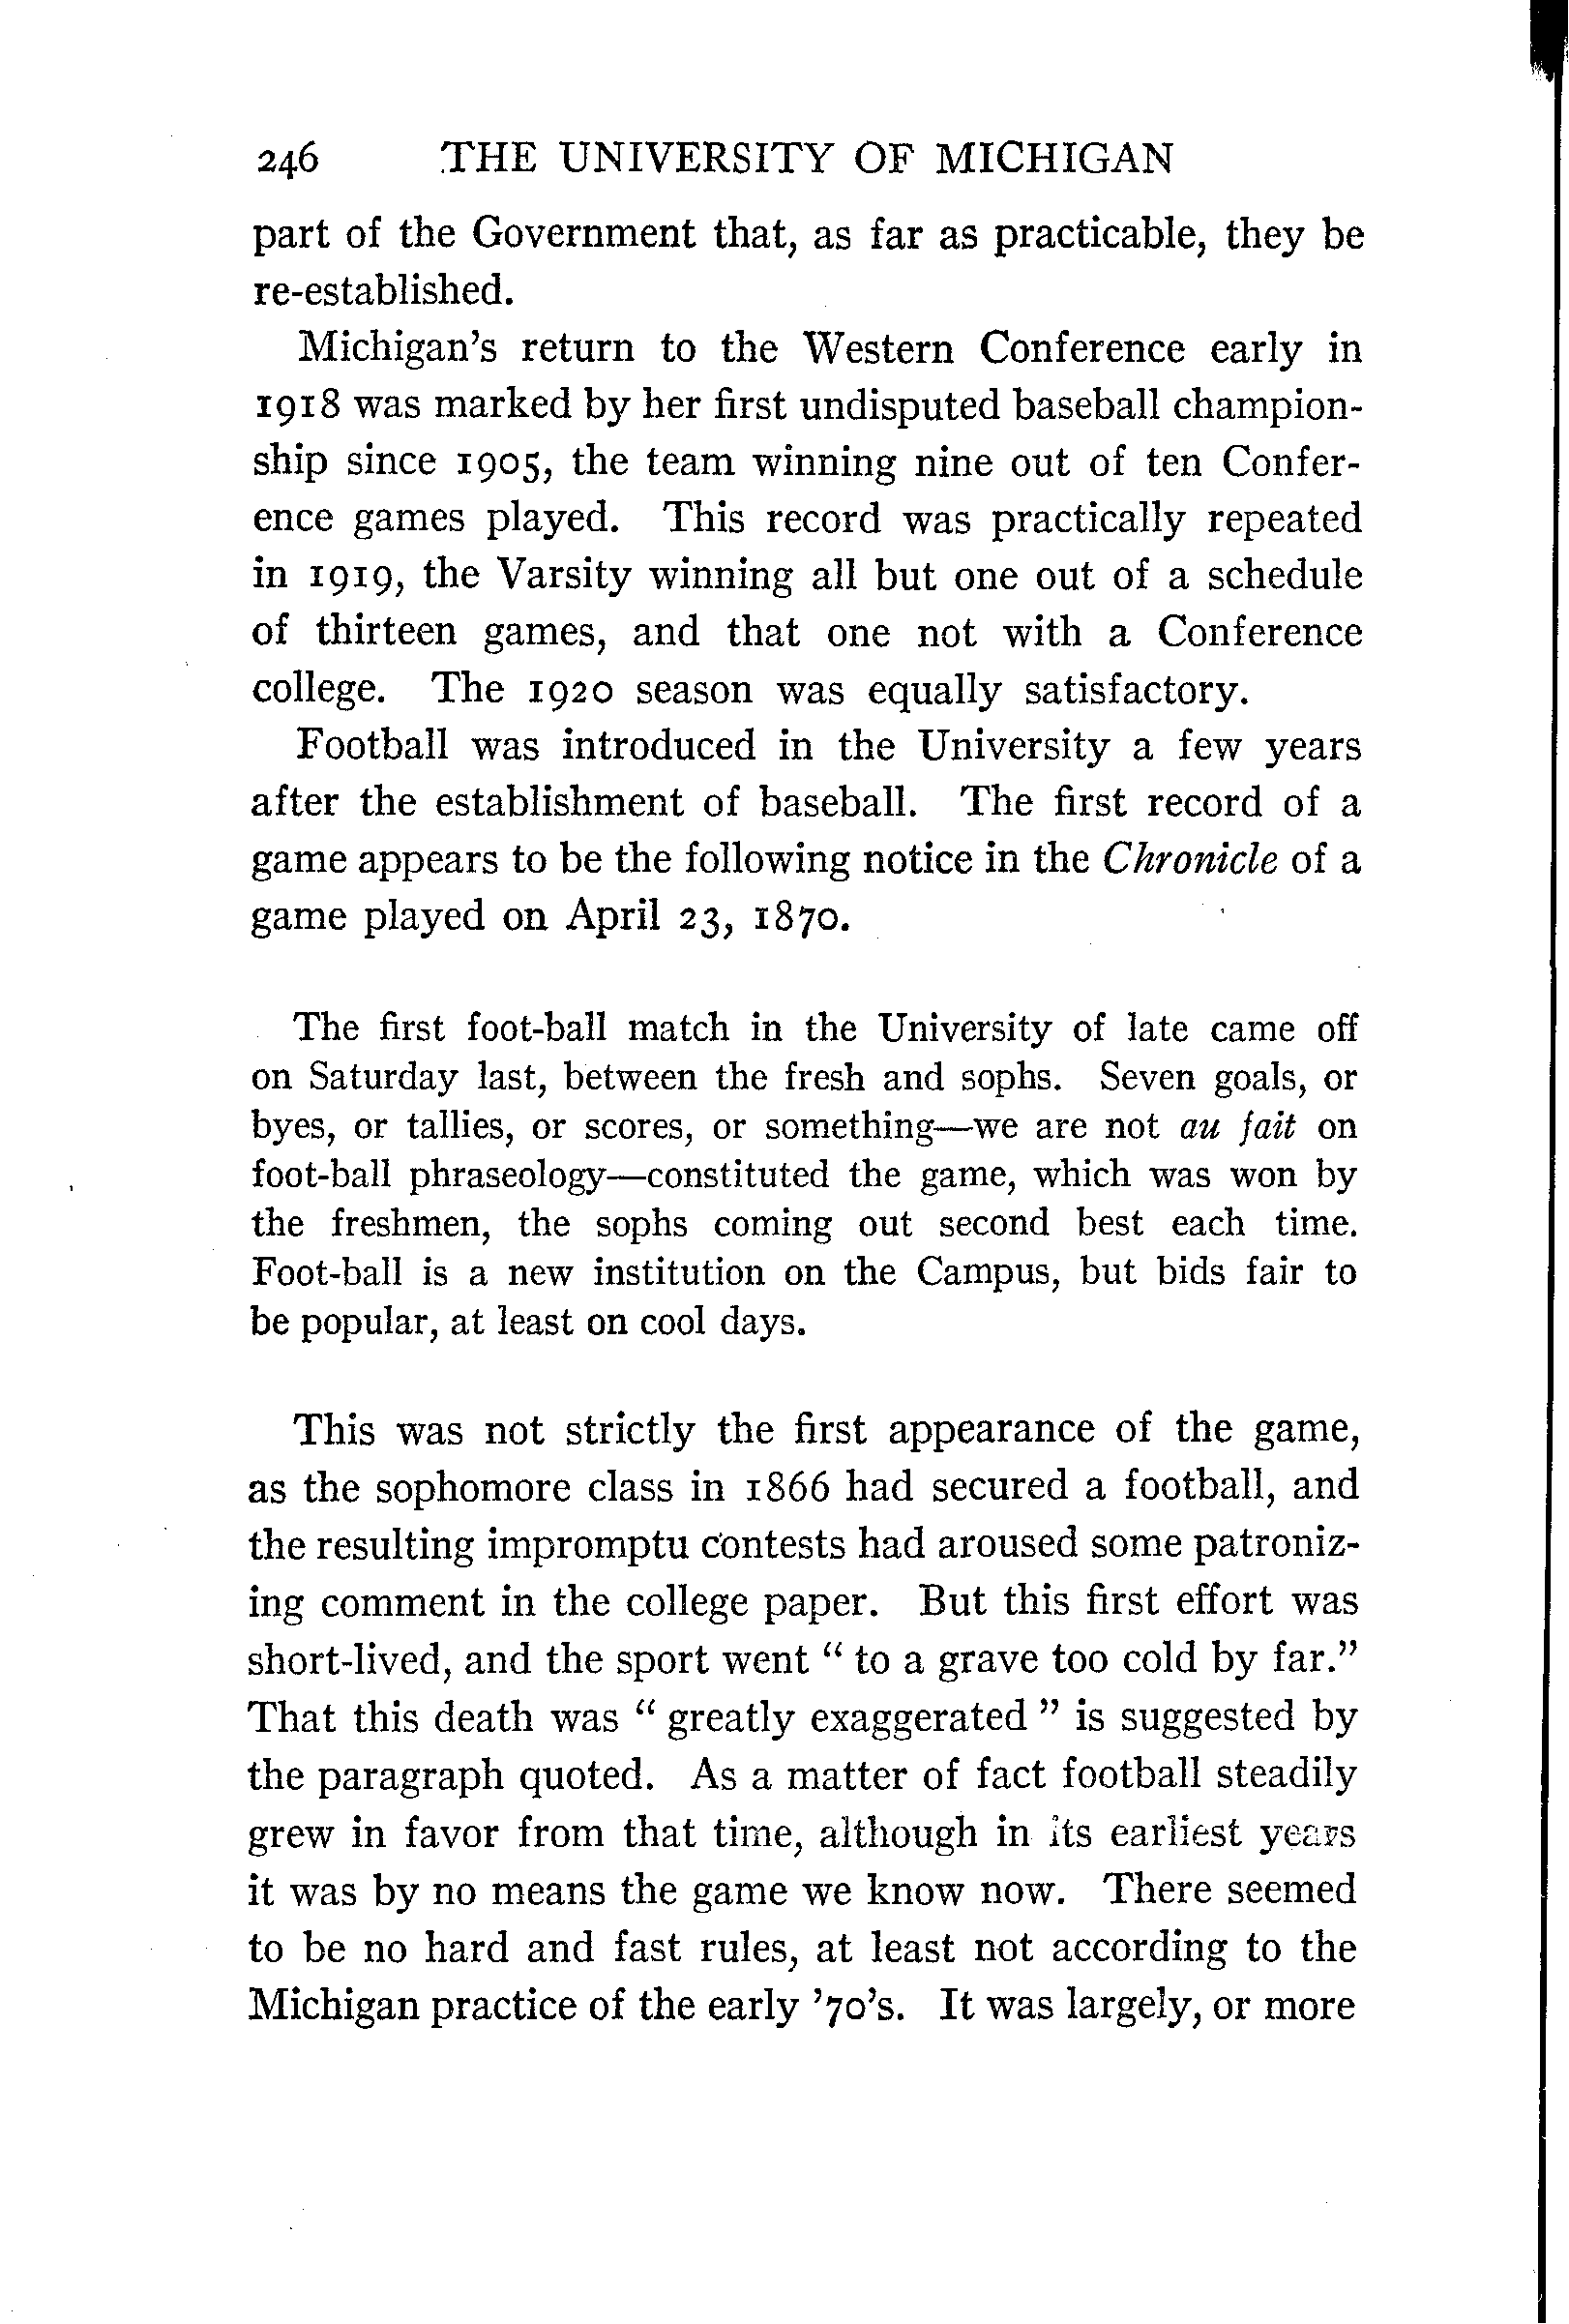 246 THE UNIVERSITY OF MICHIGAN
part of the Government that, as far as practicable, they be
re-established.
Michigan's return to the Western Conference early in
1918 was marked by her first undisputed baseball champion-
ship since 1905, the team winning nine out of ten Confer-
ence games played. This record was practically repeated
in 1919, the Varsity winning all but one out of a schedule
of thirteen games, and that one not with a Conference
college. The 1920 season was equally satisfactory.
Football was introduced in the University a few years
after the establishment of baseball. The first record of a
game appears to be the following notice in the Chronicle of a
game played on April 23, 1870.
The first foot-ball match in the University of late came off
on Saturday last, between the fresh and sophs. Seven goals, or
byes, or tallies, or scores, or something—we are not au fait on
foot-ball phraseology—constituted the game, which was won by
the freshmen, the sophs coming out second best each time.
Foot-ball is a new institution on the Campus, but bids fair to
be popular, at least on cool days.
This was not strictly the first appearance of the game,
as the sophomore class in 1866 had secured a football, and
the resulting impromptu contests had aroused some patroniz-
ing comment in the college paper. But this first effort was
short-lived, and the sport went " to a grave too cold by far."
That this death was " greatly exaggerated " is suggested by
the paragraph quoted. As a matter of fact football steadily
grew in favor from that time, although in its earliest years
it was by no means the game we know now. There seemed
to be no hard and fast rules, at least not according to the
Michigan practice of the early '70's. It was largely, or more